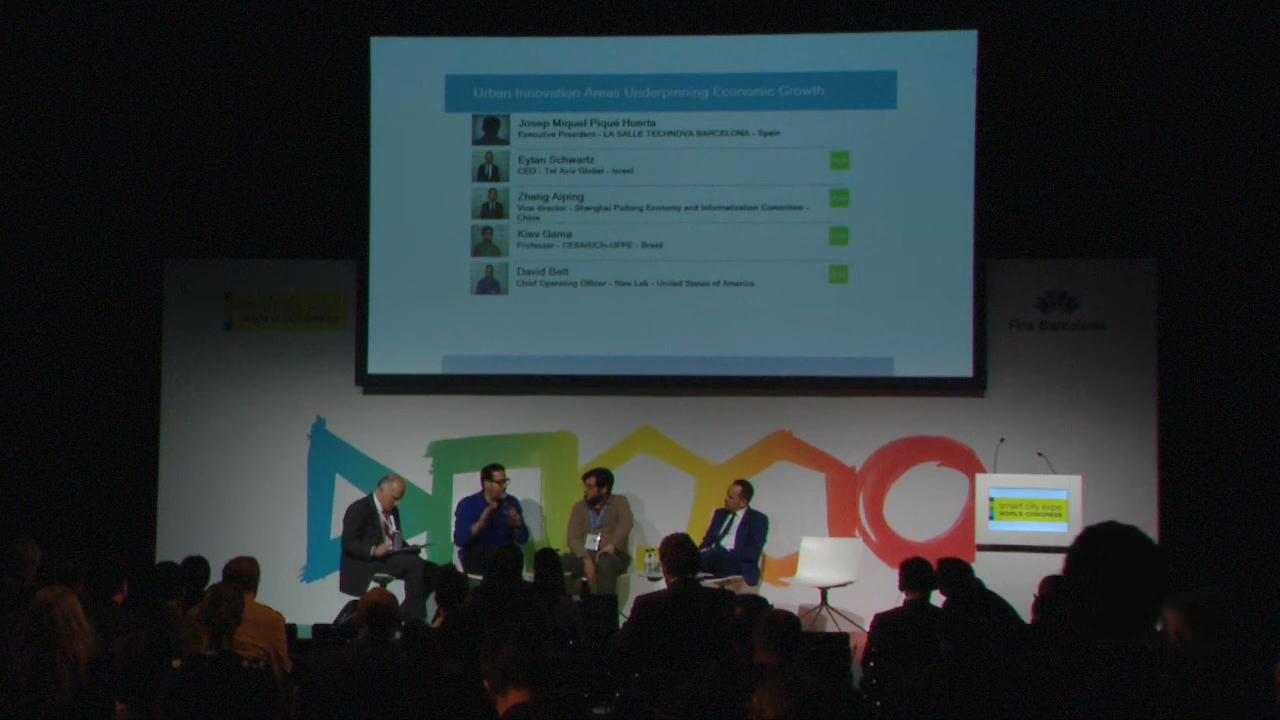 Urban Innovation Areas Underpinning Economic Growth
Josep Miquel Piqué Huerta
Executive President - LA SALLE TECHNOVA BARCELONA - Spain
Eytan Schwartz
CEO - Tel Aviv Global - Israel
Zhang Aiping
Vice director - Shanghai Pudong Economy and Informatization Committee -
China
Kiev Gama
Professor - CESAR/CIn-UFPE - Brazil
David Belt
Chief Operating Officer - New Lab - United States of America
Fira Barcelona
smart city expo
WORLD CONGRESS